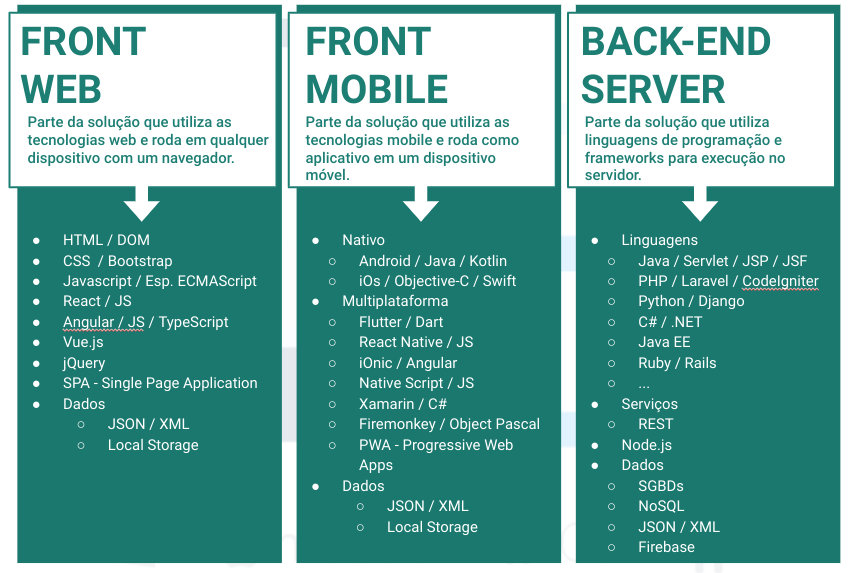 FRONT
WEB
Parte da solução que utiliza as
tecnologias web e roda em qualquer
dispositivo com um navegador.
● HTML / DOM
● CSS / Bootstrap
● Javascript / Esp. ECMAScript
● React / JS
● Angular / JS / TypeScript
● Vue.js
● jQuery
● SPA - Single Page Application
● Dados
○ JSON / XML
○ Local Storage
FRONT
MOBILE
Parte da solução que utiliza as
tecnologias mobile e roda como
aplicativo em um dispositivo
móvel.
● Nativo
○ Android / Java / Kotlin
○ iOs / Objective-C / Swift
● Multiplataforma
○ Flutter / Dart
○ React Native / JS
○ iOnic / Angular
○ Native Script / JS
○ Xamarin / C#
○ Firemonkey / Object Pascal
○ PWA - Progressive Web
Apps
● Dados
○ JSON / XML
○ Local Storage
BACK-END
SERVER
Parte da solução que utiliza
linguagens de programação e
frameworks para execução no
servidor.
● Linguagens
○ Java / Servlet / JSP / JSF
○ PHP / Laravel / CodeIgniter
○ Python / Django
○ C# / .NET
○ Java EE
○ Ruby / Rails
○ ...
● Serviços
○ REST
● Node.js
● Dados
○ SGBDs
○ NoSQL
○ JSON / XML
○ Firebase